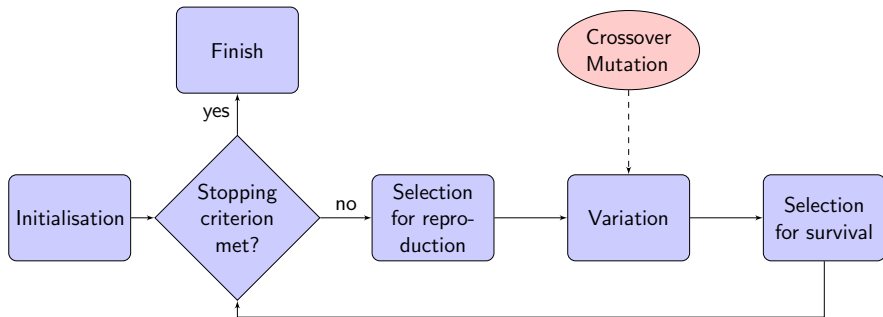 Finish
Crossover
Mutation
yes
Initialisation
Stopping
criterion
met?
no
Selection
for repro-
duction
Variation
Selection
for survival